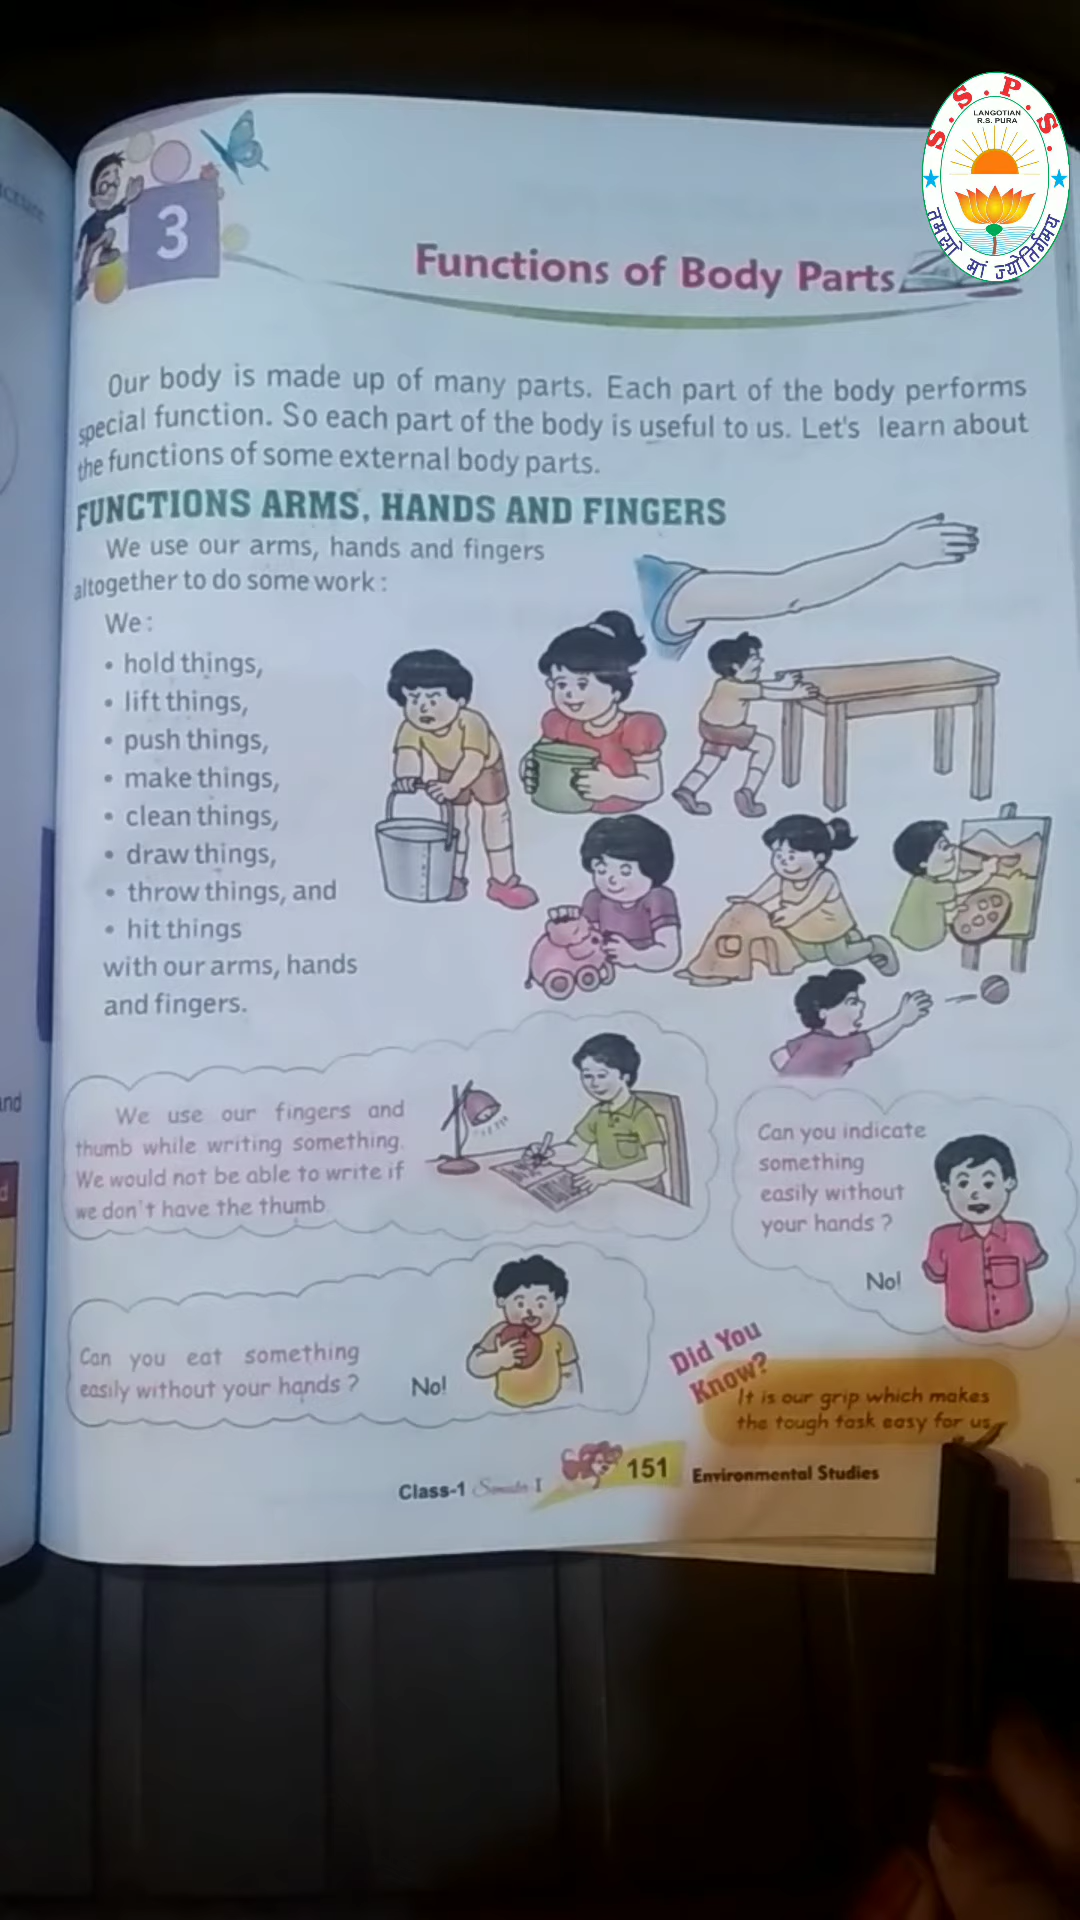 S.S.P.S.
LANGOTIAN
R.S. PURA
तमसो मां ज्योतिर्गमय
3
Functions of Body Parts
Our body is made up of many parts. Each part of the body performs
special function. So each part of the body is useful to us. Let's learn about
the functions of some external body parts.
FUNCTIONS ARMS, HANDS AND FINGERS
We use our arms, hands and fingers
altogether to do some work :
We :
• hold things,
• lift things,
• push things,
• make things,
• clean things,
• draw things,
• throw things, and
• hit things
with our arms, hands
and fingers.
We use our fingers and
thumb while writing something.
We would not be able to write if
we don't have the thumb
Can you indicate
something
easily without
your hands ?
No!
Can you eat something
easily without your hands ?
No!
Did You
Know?
It is our grip which makes
the tough task easy for us
Class-1 Semester I
151
Environmental Studies